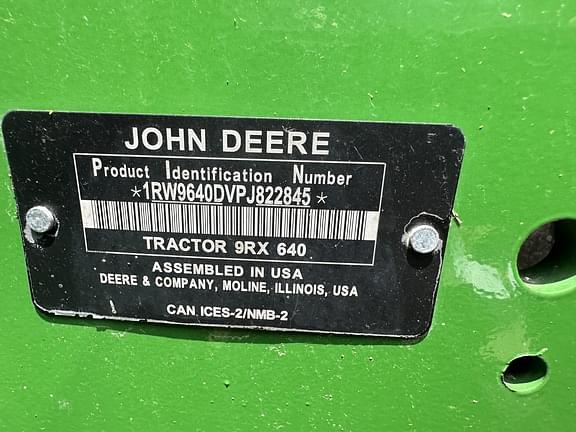 JOHN DEERE
Product Identification Number
*1RW9640DVPJ822845*
TRACTOR 9RX 640
ASSEMBLED IN USA
DEERE & COMPANY, MOLINE, ILLINOIS, USA
CAN ICES-2/NMB-2